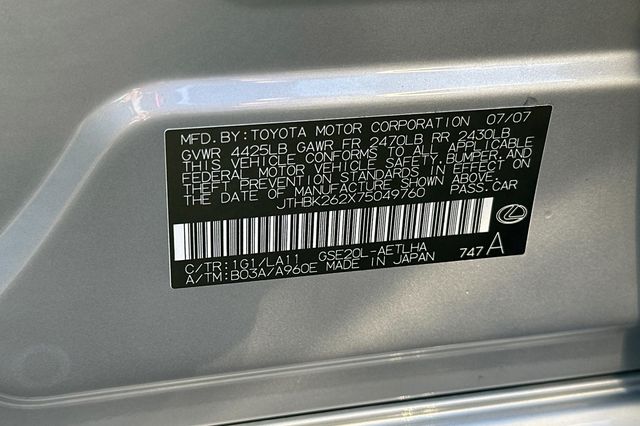 MFD. BY: TOYOTA MOTOR CORPORATION 07/07
GVWR 4425LB GAWR FR 2470LB RR 2430LB
THIS VEHICLE CONFORMS TO ALL APPLICABLE
FEDERAL MOTOR VEHICLE SAFETY, BUMPER, AND
THEFT PREVENTION STANDARDS IN EFFECT ON
THE DATE OF MANUFACTURE SHOWN ABOVE.
JTHBK262X75049760 PASS. CAR
C/TR: 1G1/LA11 GSE20L-AETLHA
A/TM: B03A/A960E MADE IN JAPAN 747 A